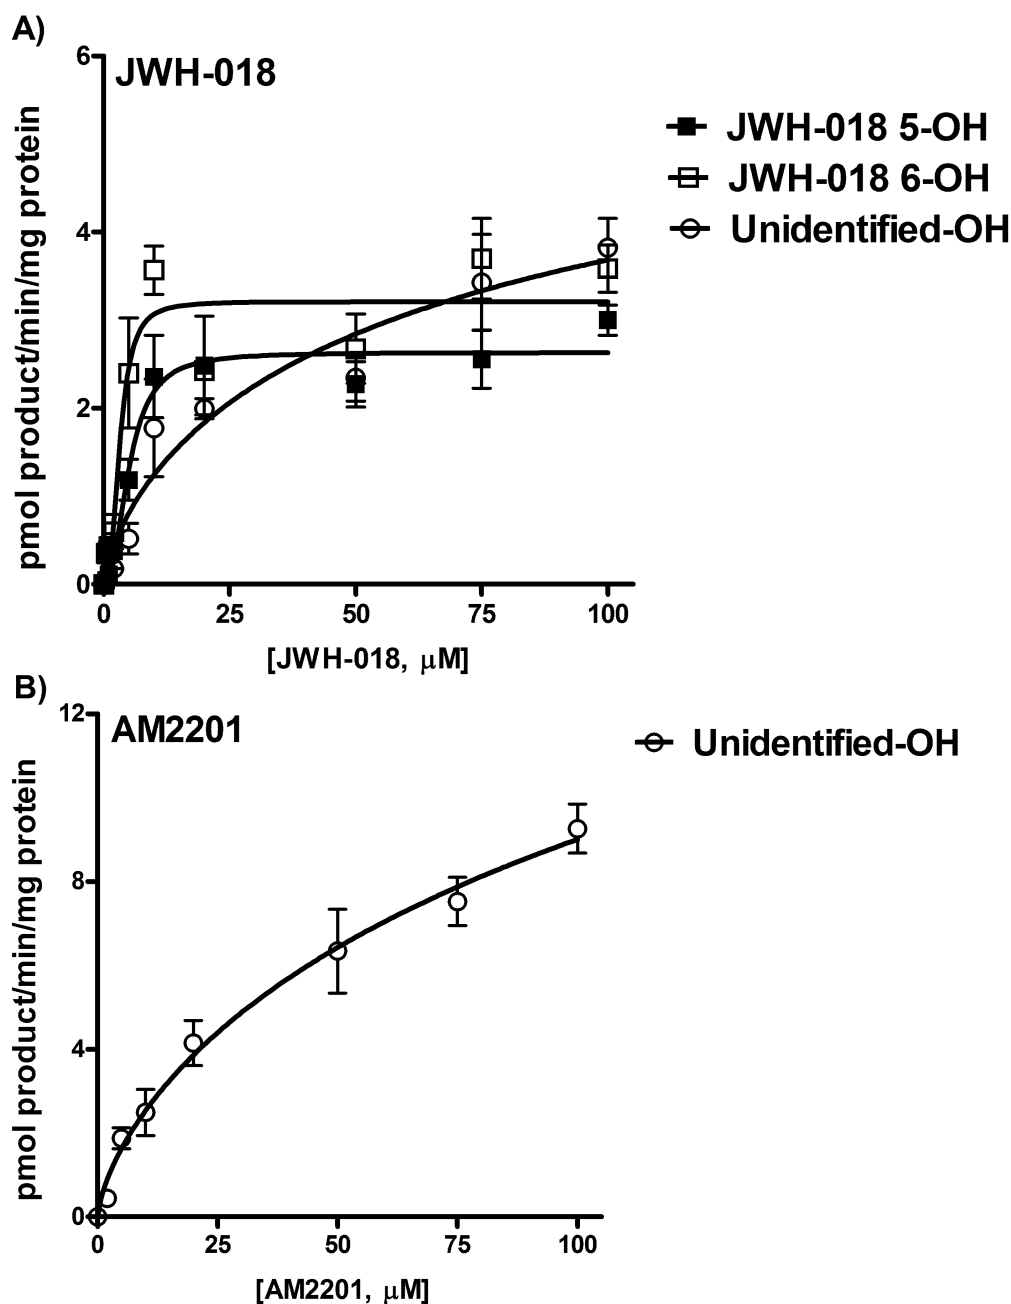 A)
JWH-018
pmol product/min/mg protein
6
4
2
0
0 25 50 75 100
[JWH-018, μM]
JWH-018 5-OH
JWH-018 6-OH
Unidentified-OH
B)
AM2201
pmol product/min/mg protein
12
8
4
0
0 25 50 75 100
[AM2201, μM]
Unidentified-OH